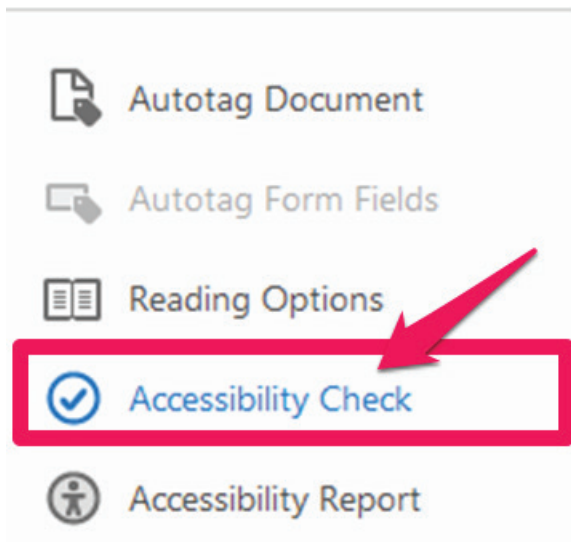 Autotag Document
Autotag Form Fields
Reading Options
Accessibility Check
Accessibility Report